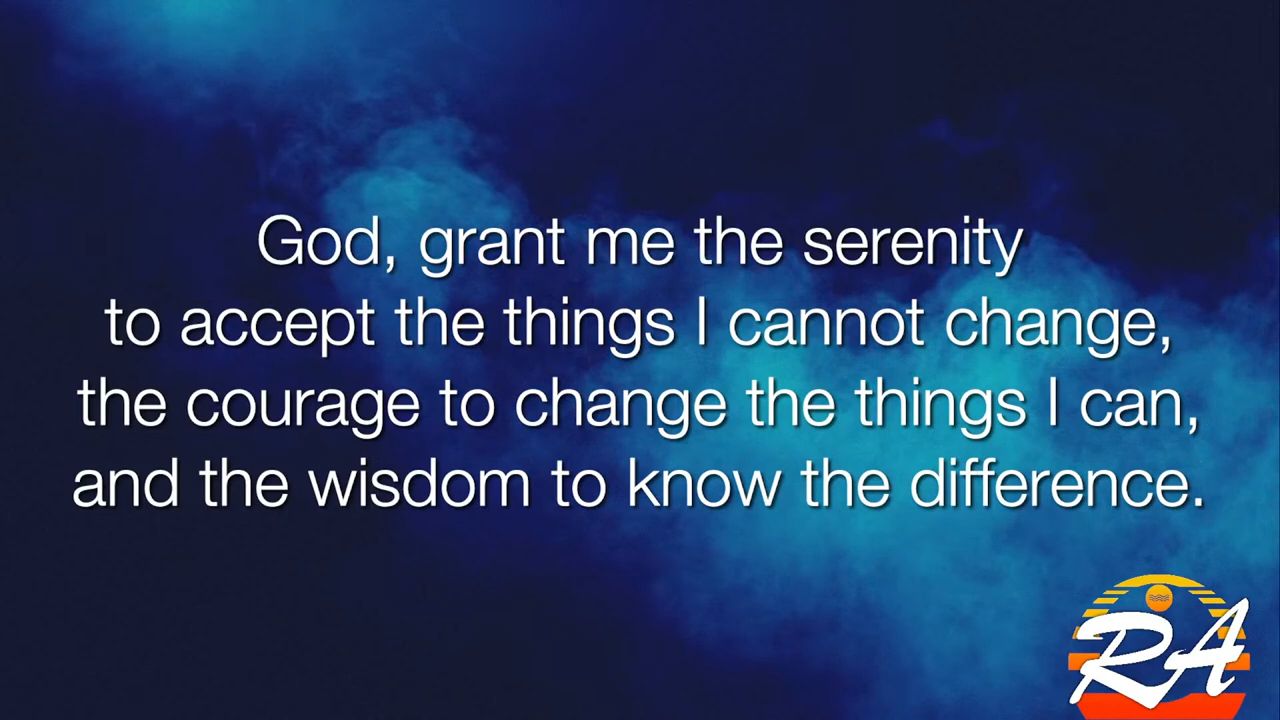 God, grant me the serenity
to accept the things I cannot change,
the courage to change the things I can,
and the wisdom to know the difference.
RA